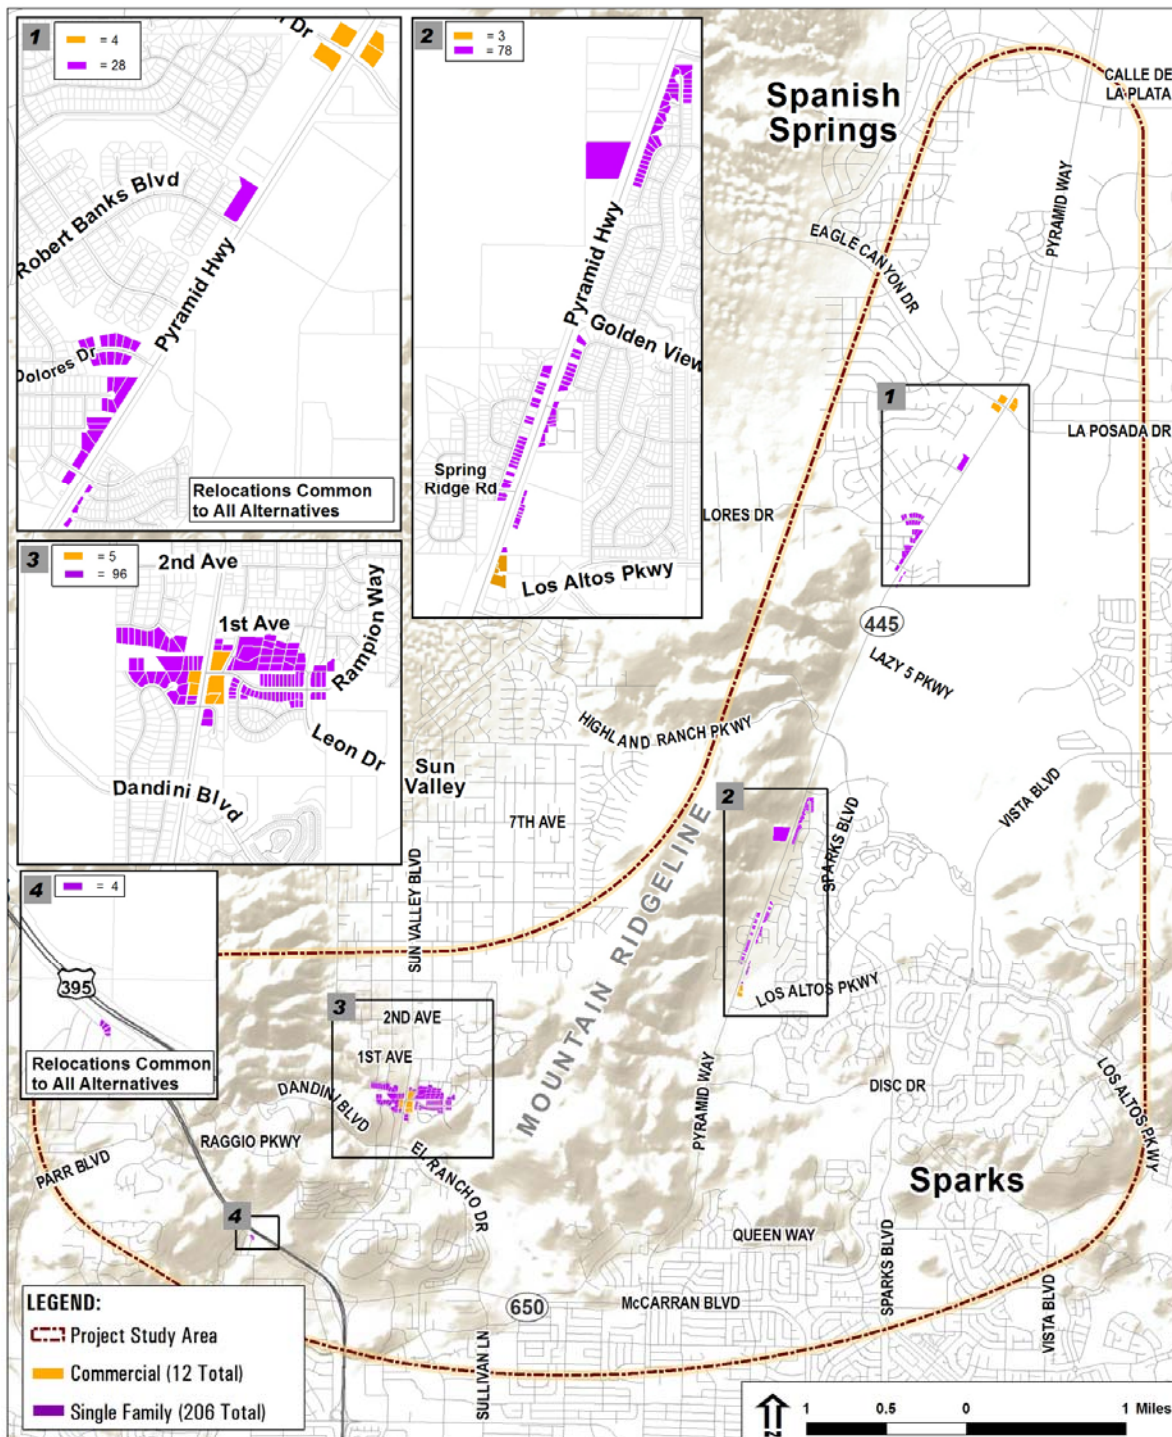 1
= 4
= 28
Dr
Robert Banks Blvd
Pyramid Hwy
Dolores Dr
Relocations Common
to All Alternatives
2
= 3
= 78
Pyramid Hwy
Golden View
Spring
Ridge Rd
Los Altos Pkwy
3
= 5
= 96
2nd Ave
1st Ave
Rampion Way
Leon Dr
Dandini Blvd
4
= 4
395
Relocations Common
to All Alternatives
Spanish
Springs
CALLE DE
LA PLATA
PYRAMID WAY
EAGLE CANYON DR
1
LA POSADA DR
LORES DR
445
LAZY 5 PKWY
HIGHLAND RANCH PKWY
Sun
Valley
7TH AVE
SUN VALLEY BLVD
MOUNTAIN RIDGELINE
2
SPARKS BLVD
VISTA BLVD
LOS ALTOS PKWY
3
2ND AVE
1ST AVE
DANDINI BLVD
EL RANCHO DR
RAGGIO PKWY
PARR BLVD
4
PYRAMID WAY
DISC DR
LOS ALTOS PKWY
Sparks
QUEEN WAY
SPARKS BLVD
650
McCARRAN BLVD
VISTA BLVD
SULLIVAN LN
LEGEND:
Project Study Area
Commercial (12 Total)
Single Family (206 Total)
N
1 0.5 0 1 Miles